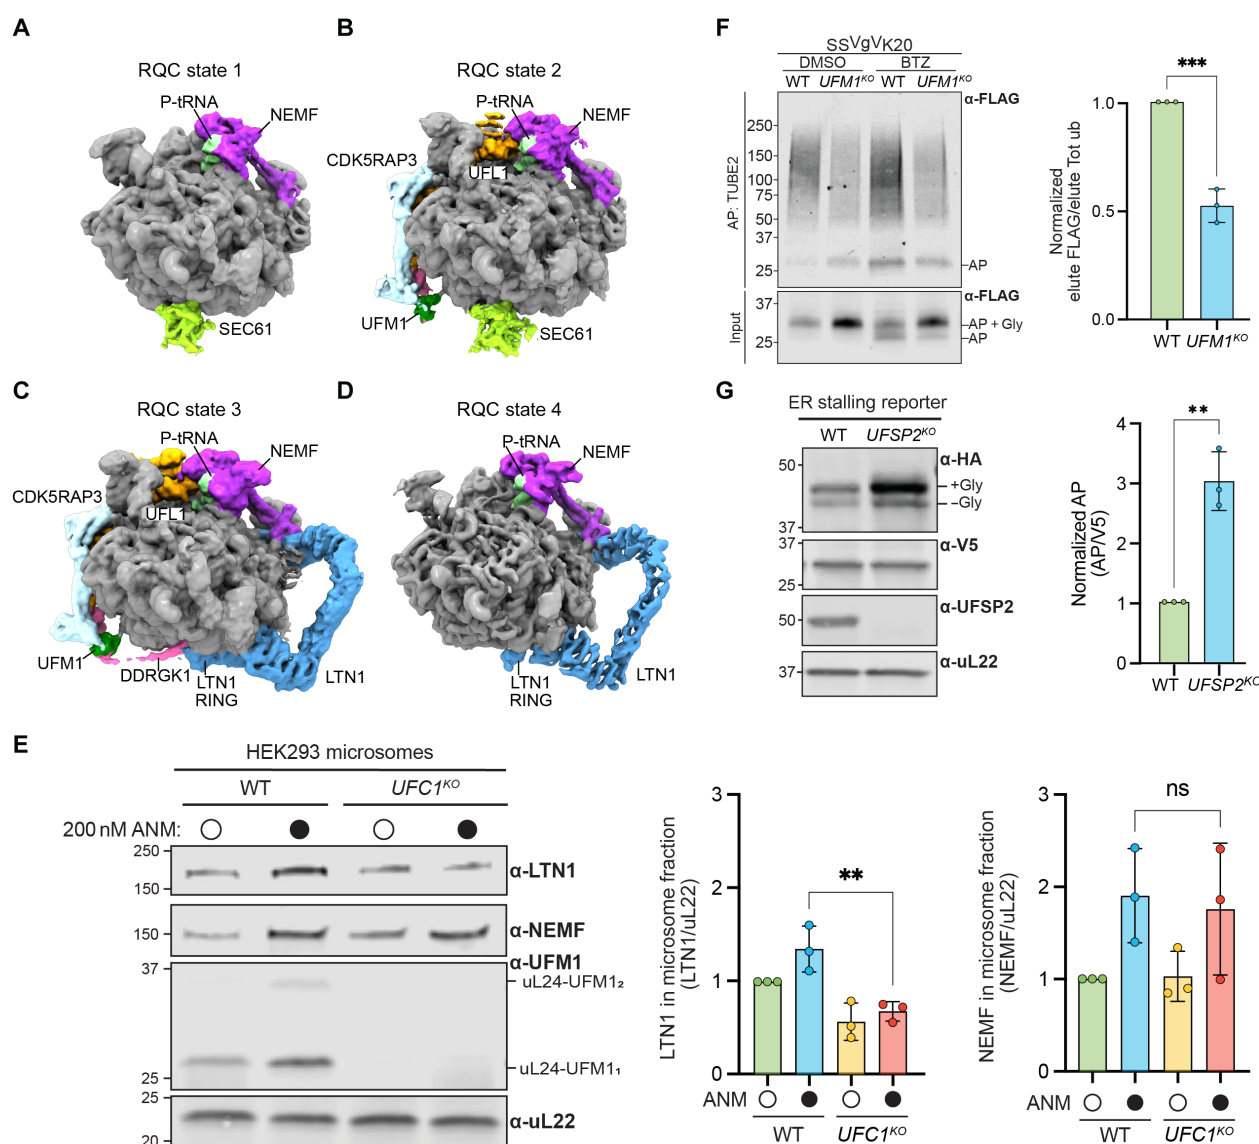 A
RQC state 1
P-tRNA
NEMF
SEC61
B
RQC state 2
P-tRNA
NEMF
CDK5RAP3
UFL1
UFM1
SEC61
C
RQC state 3
P-tRNA
NEMF
CDK5RAP3
UFL1
UFM1
DDRGK1
LTN1
RING
LTN1
D
RQC state 4
P-tRNA
NEMF
LTN1
RING
LTN1
E
HEK293 microsomes
WT UFC1KO
200 nM ANM:
250
150
α-LTN1
150
α-NEMF
α-UFM1
37
uL24-UFM1₂
uL24-UFM1₁
25
25
α-uL22
20
LTN1 in microsome fraction
(LTN1/uL22)
3
2
1
0
**
ANM
WT UFC1KO
NEMF in microsome fraction
(NEMF/uL22)
3
2
1
0
ns
ANM
WT UFC1KO
F
SSVgVK20
DMSO BTZ
WT UFM1KO WT UFM1KO
α-FLAG
AP: TUBE2
250
150
100
75
50
37
25
AP
α-FLAG
Input
37
25
AP + Gly
AP
Normalized
elute FLAG/elute Tot ub
1.0
0.5
0.0
***
WT UFM1KO
G
ER stalling reporter
WT UFSP2KO
α-HA
50
+Gly
−Gly
37
37
α-V5
25
α-UFSP2
50
α-uL22
37
Normalized AP
(AP/V5)
4
3
2
1
0
**
WT UFSP2KO